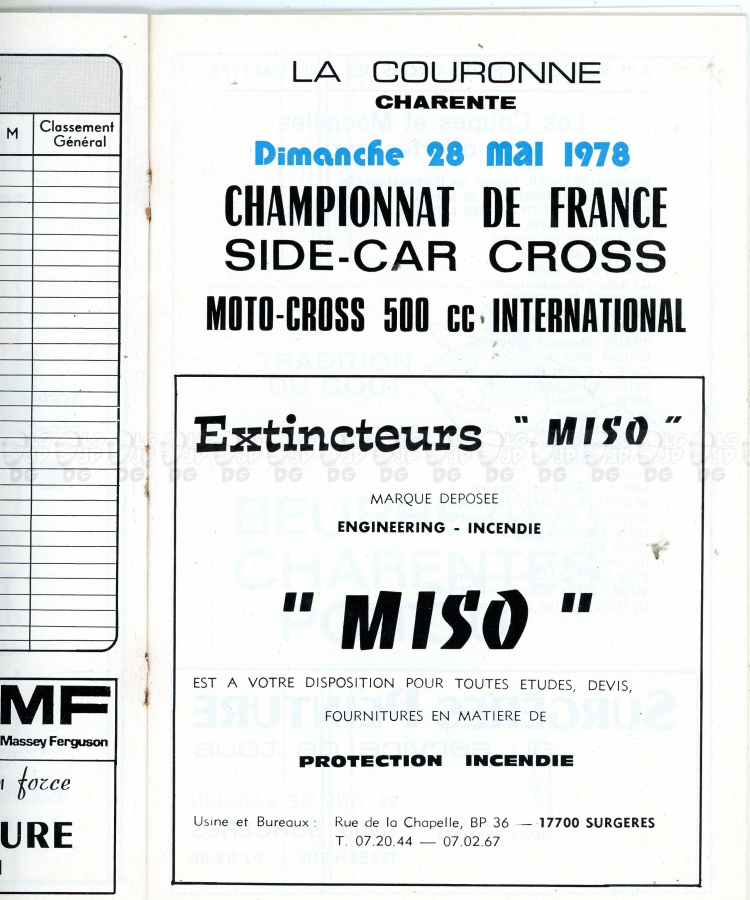 M
Classement
Général
MF
Massey Ferguson
force
URE
LA COURONNE
CHARENTE
Dimanche 28 mai 1978
CHAMPIONNAT DE FRANCE
SIDE-CAR CROSS
MOTO-CROSS 500 cc INTERNATIONAL
Extincteurs "MISO"
MARQUE DEPOSEE
ENGINEERING - INCENDIE
"MISO"
EST A VOTRE DISPOSITION POUR TOUTES ETUDES, DEVIS,
FOURNITURES EN MATIERE DE
PROTECTION INCENDIE
Usine et Bureaux : Rue de la Chapelle, BP 36 — 17700 SURGERES
T. 07.20.44 — 07.02.67